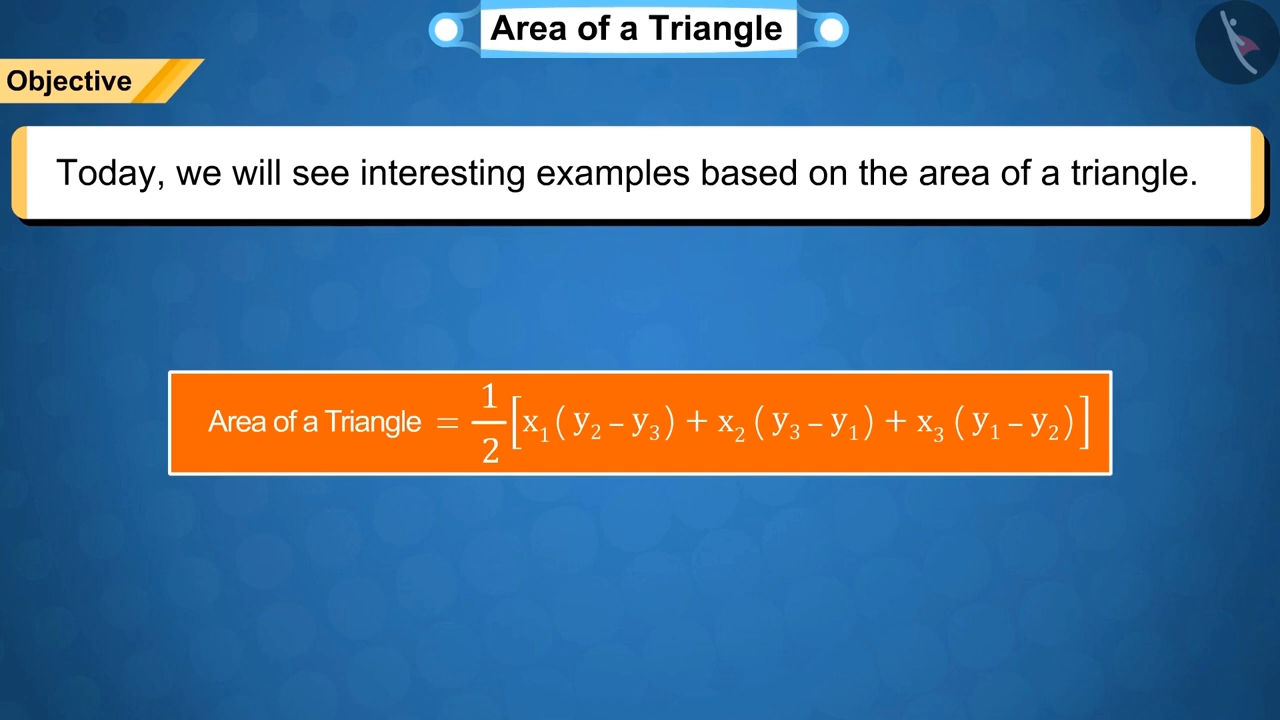 Area of a Triangle
Objective
Today, we will see interesting examples based on the area of a triangle.
Area of a Triangle = 1/2 [x₁ ( y₂ – y₃ ) + x₂ ( y₃ – y₁ ) + x₃ ( y₁ – y₂ )]